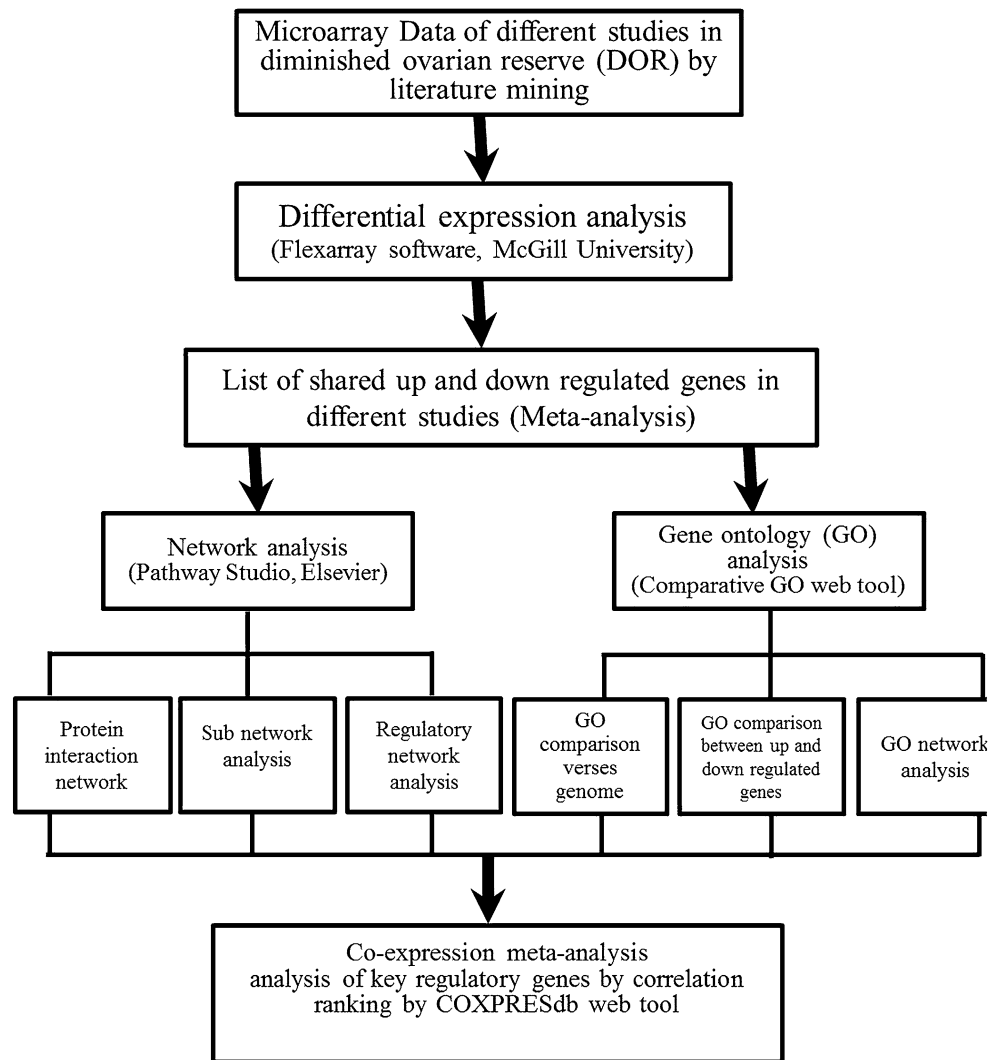 Microarray Data of different studies in
diminished ovarian reserve (DOR) by
literature mining
Differential expression analysis
(Flexarray software, McGill University)
List of shared up and down regulated genes in
different studies (Meta-analysis)
Network analysis
(Pathway Studio, Elsevier)
Gene ontology (GO)
analysis
(Comparative GO web tool)
Protein
interaction
network
Sub network
analysis
Regulatory
network
analysis
GO
comparison
verses
genome
GO comparison
between up and
down regulated
genes
GO network
analysis
Co-expression meta-analysis
analysis of key regulatory genes by correlation
ranking by COXPRESdb web tool